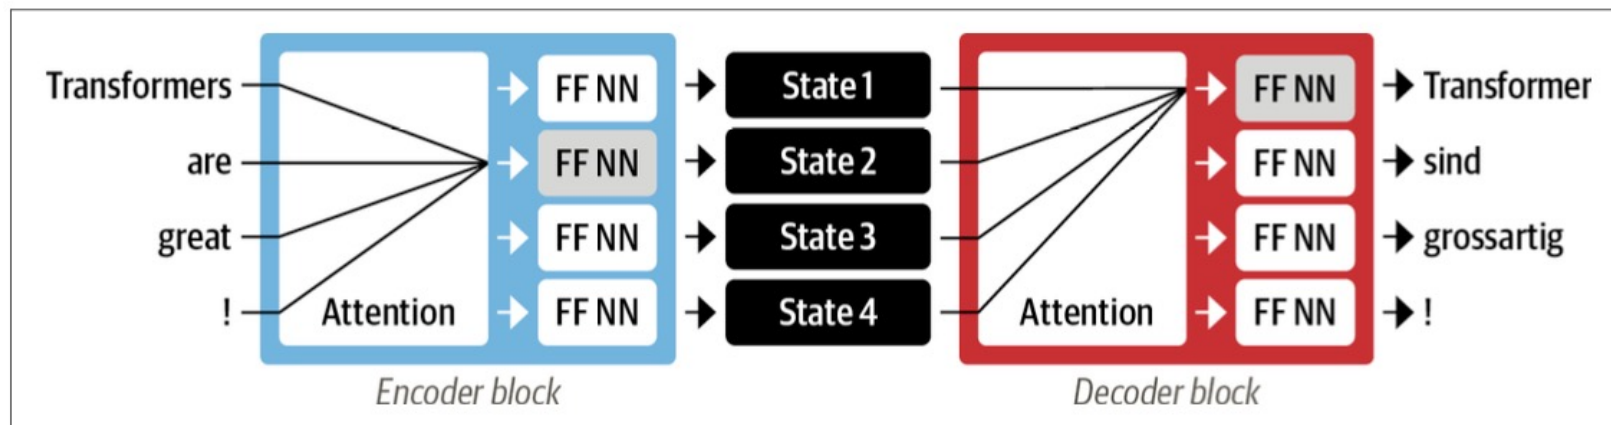 Transformers FF NN State 1 FF NN Transformer
are FF NN State 2 FF NN sind
great FF NN State 3 FF NN grossartig
! Attention FF NN State 4 Attention FF NN !
Encoder block Decoder block